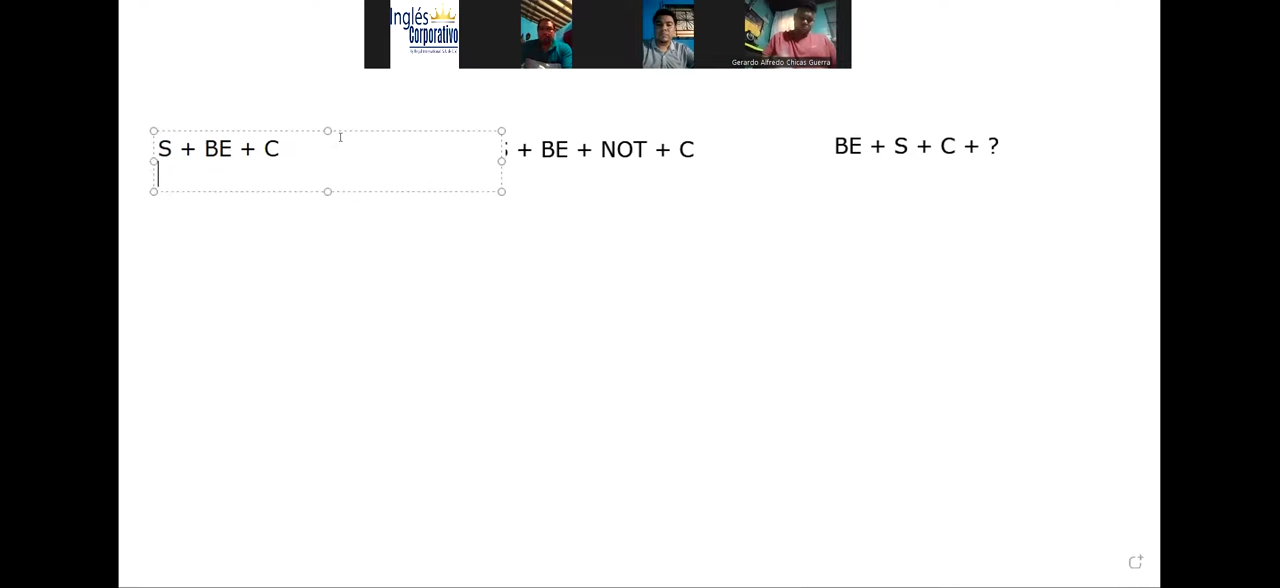 Inglés
Corporativo
Gerardo Alfredo Chicas Guerra
S + BE + C
+ BE + NOT + C
BE + S + C + ?